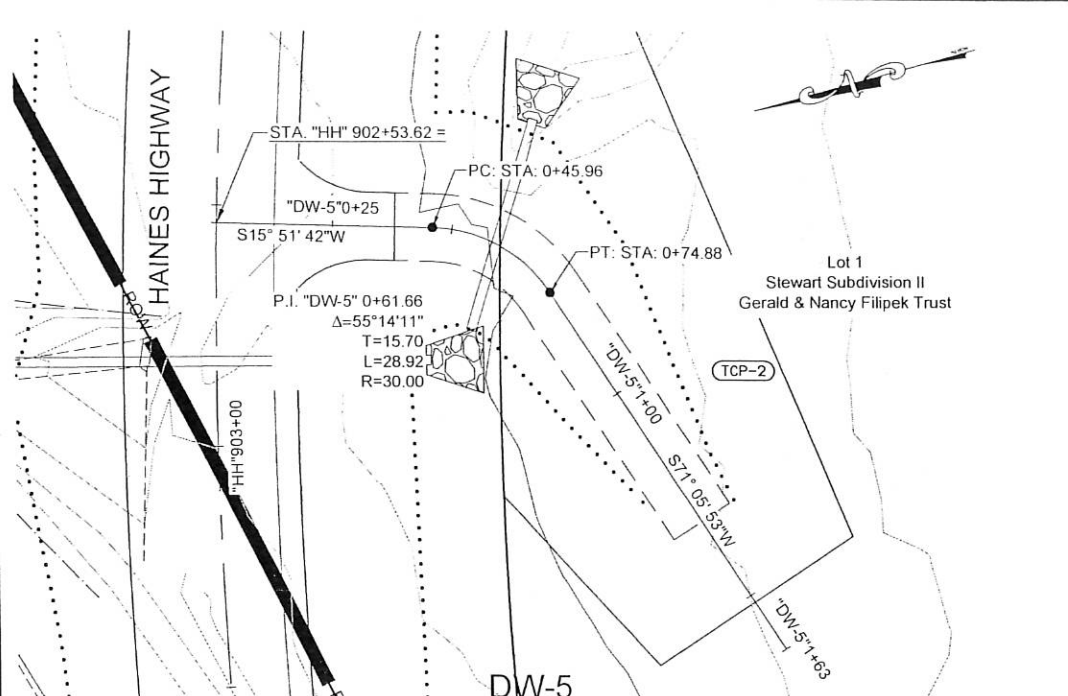 HAINES HIGHWAY
STA. "HH" 902+53.62 =
PC: STA: 0+45.96
"DW-5"0+25
S15° 51' 42"W
PT: STA: 0+74.88
Lot 1
Stewart Subdivision II
Gerald & Nancy Filipek Trust
P.I. "DW-5" 0+61.66
Δ=55°14'11"
T=15.70
L=28.92
R=30.00
ROW
TCP-2
"DW-5"1+00
"HH"903+00
S71° 05' 53"W
"DW-5"1+63
DW-5